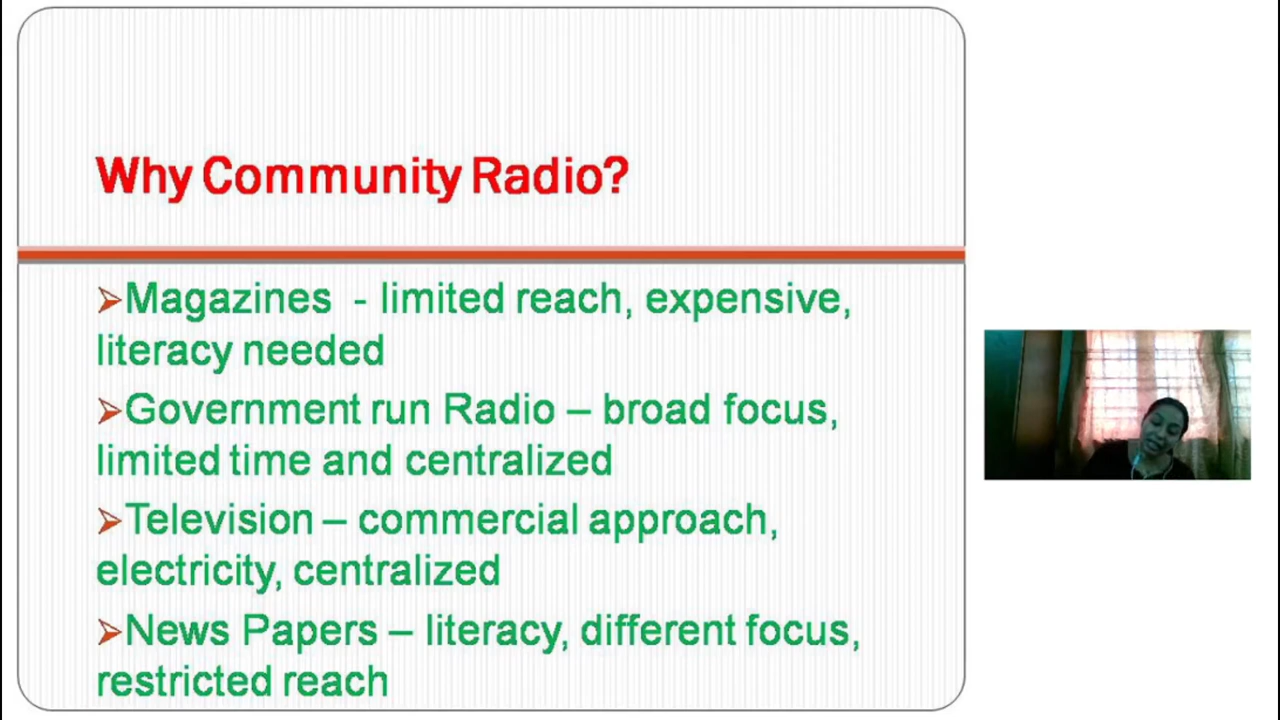 Why Community Radio?
➢Magazines - limited reach, expensive,
literacy needed
➢Government run Radio – broad focus,
limited time and centralized
➢Television – commercial approach,
electricity, centralized
➢News Papers – literacy, different focus,
restricted reach